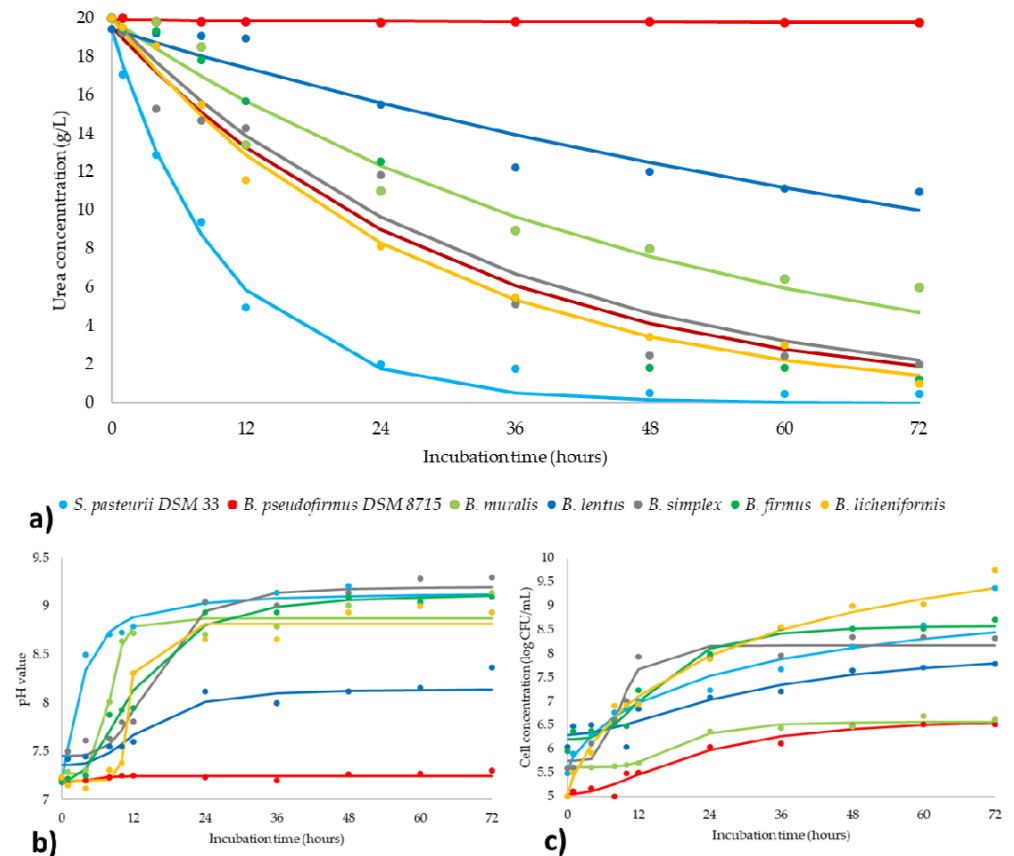 20
18
16
14
12
10
8
6
4
2
0
Urea concenntration (g/L)
0 12 24 36 48 60 72
Incubation time (hours)
a) S. pasteurii DSM 33 B. pseudofirmus DSM 8715 B. muralis B. lentus B. simplex B. firmus B. licheniformis
9.5
9
8.5
8
7.5
7
pH value
0 12 24 36 48 60 72
Incubation time (hours)
b)
10
9.5
9
8.5
8
7.5
7
6.5
6
5.5
5
Cell concentration (log CFU/mL)
0 12 24 36 48 60 72
Incubation time (hours)
c)